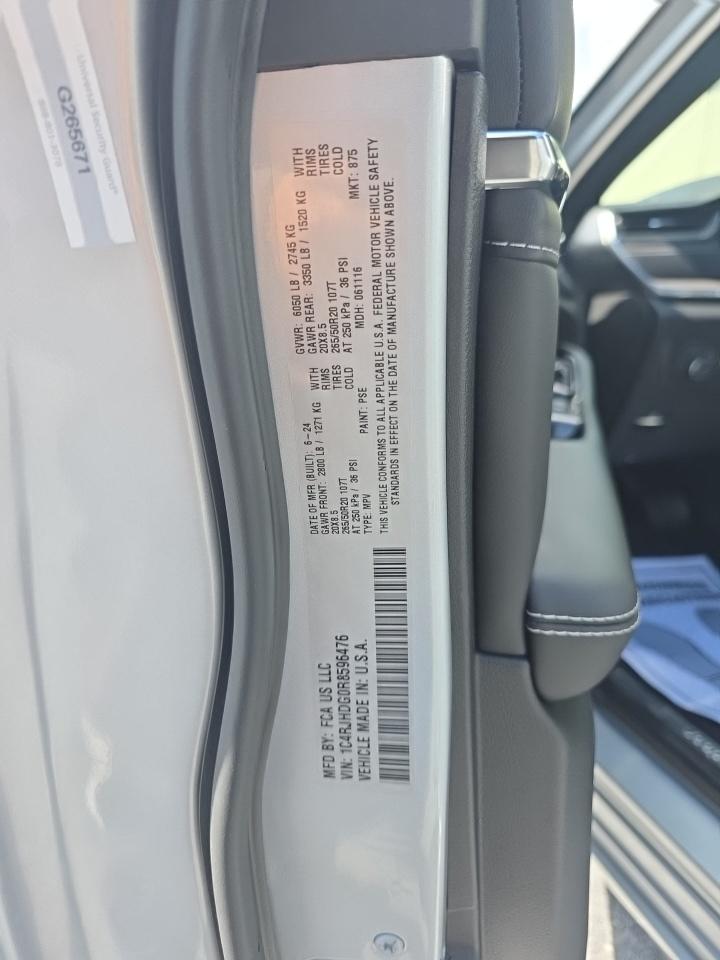 Universal Security Guard®
G265671
MFD BY: FCA US LLC
VIN: 1C4RJHDG0R8596476
VEHICLE MADE IN: U.S.A.
DATE OF MFR (BUILT): 6-24
GAWR FRONT: 2800 LB / 1271 KG WITH
20X8.5 RIMS
265/50R20 107T TIRES
AT 250 kPa / 36 PSI COLD
TYPE: MPV PAINT: PSE
GVWR: 6050 LB / 2745 KG
GAWR REAR: 3350 LB / 1520 KG WITH
20X8.5 RIMS
265/50R20 107T TIRES
AT 250 kPa / 36 PSI COLD
MDH: 061116 MKT: 875
THIS VEHICLE CONFORMS TO ALL APPLICABLE U.S.A. FEDERAL MOTOR VEHICLE SAFETY
STANDARDS IN EFFECT ON THE DATE OF MANUFACTURE SHOWN ABOVE.